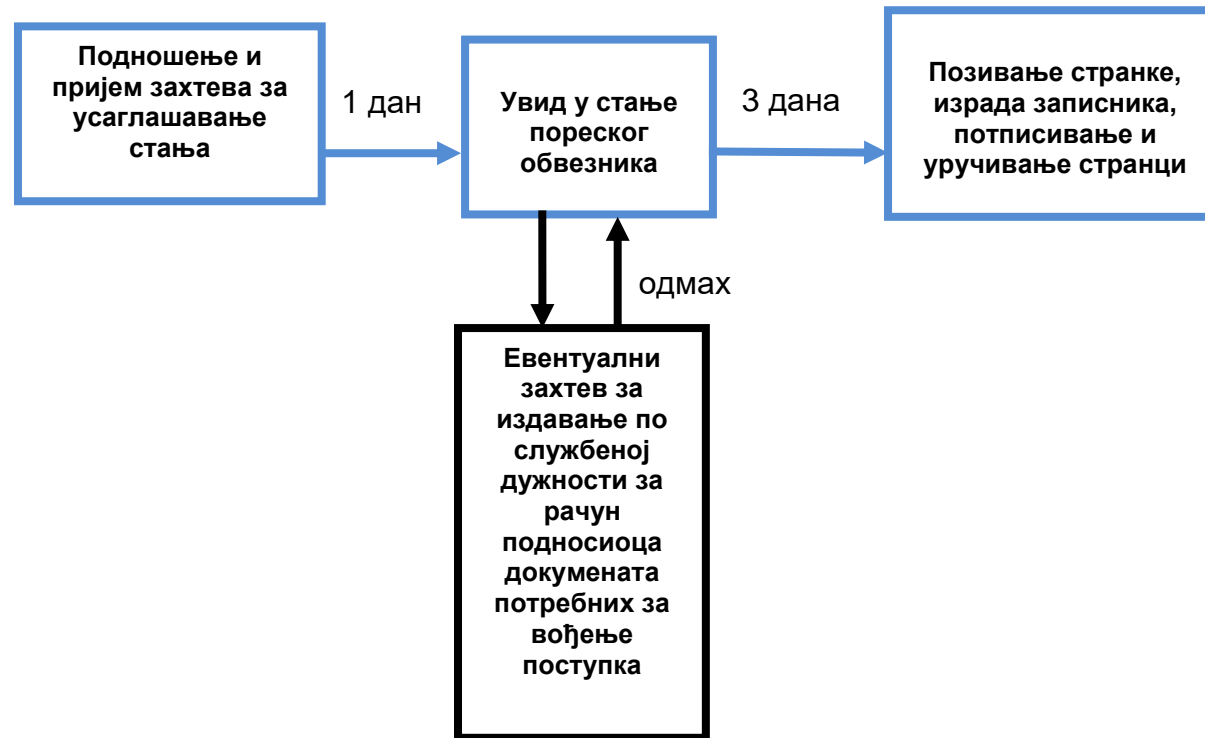 Подношење и
пријем захтева за
усаглашавање
стања
1 дан
Увид у стање
пореског
обвезника
3 дана
Позивање странке,
израда записника,
потписивање и
уручивање странци
одмах
Евентуални
захтев за
издавање по
службеној
дужности за
рачун
подносиоца
докумената
потребних за
вођење
поступка